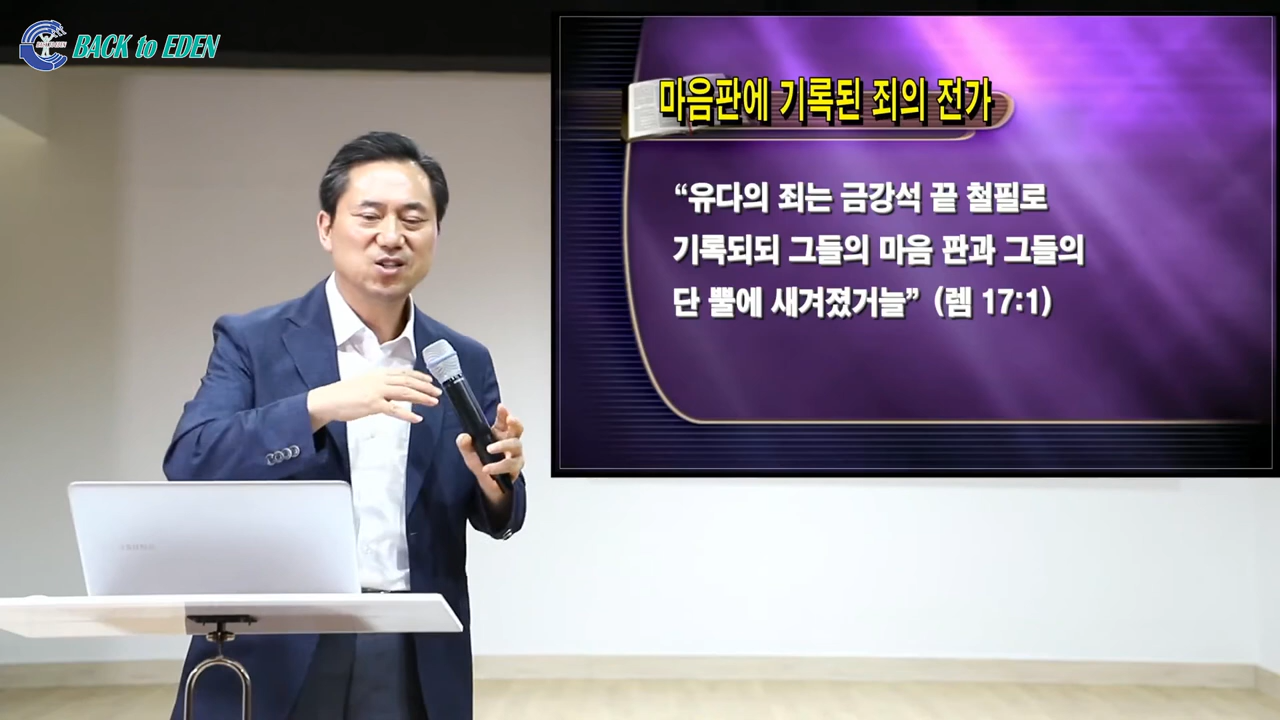 BACK to EDEN
마음판에 기록된 죄의 전가
“유다의 죄는 금강석 끝 철필로
기록되되 그들의 마음 판과 그들의
단 뿔에 새겨졌거늘” (렘 17:1)